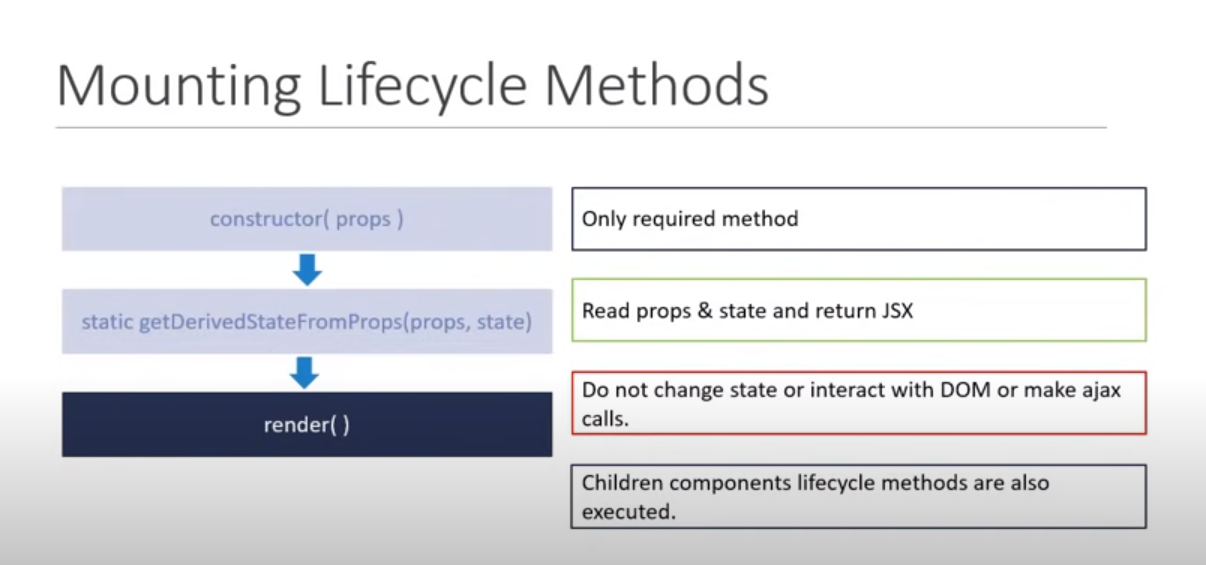 Mounting Lifecycle Methods
constructor( props )
static getDerivedStateFromProps(props, state)
render( )
Only required method
Read props & state and return JSX
Do not change state or interact with DOM or make ajax
calls.
Children components lifecycle methods are also
executed.